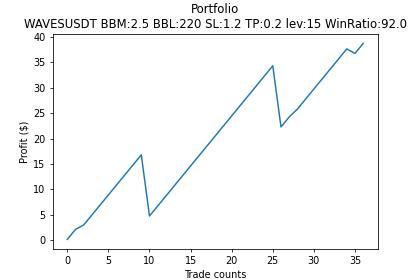 Portfolio
WAVESUSDT BBM:2.5 BBL:220 SL:1.2 TP:0.2 lev:15 WinRatio:92.0
40
35
30
25
20
15
10
5
0
Profit ($)
0 5 10 15 20 25 30 35
Trade counts